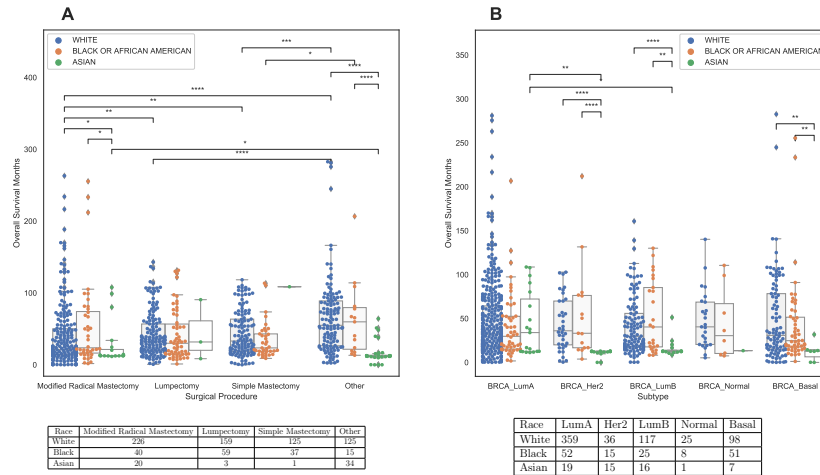 A
WHITE
BLACK OR AFRICAN AMERICAN
ASIAN
***
*
****
****
****
**
**
*
*
*
****
400
300
200
100
0
Overall Survival Months
Modified Radical Mastectomy Lumpectomy Simple Mastectomy Other
Surgical Procedure
Race Modified Radical Mastectomy Lumpectomy Simple Mastectomy Other
White 226 159 125 125
Black 40 59 37 15
Asian 20 3 1 34
B
WHITE
BLACK OR AFRICAN AMERICAN
ASIAN
****
**
**
*
****
****
**
**
350
300
250
200
150
100
50
0
Overall Survival Months
BRCA_LumA BRCA_Her2 BRCA_LumB BRCA_Normal BRCA_Basal
Subtype
Race LumA Her2 LumB Normal Basal
White 359 36 117 25 98
Black 52 15 25 8 51
Asian 19 15 16 1 7